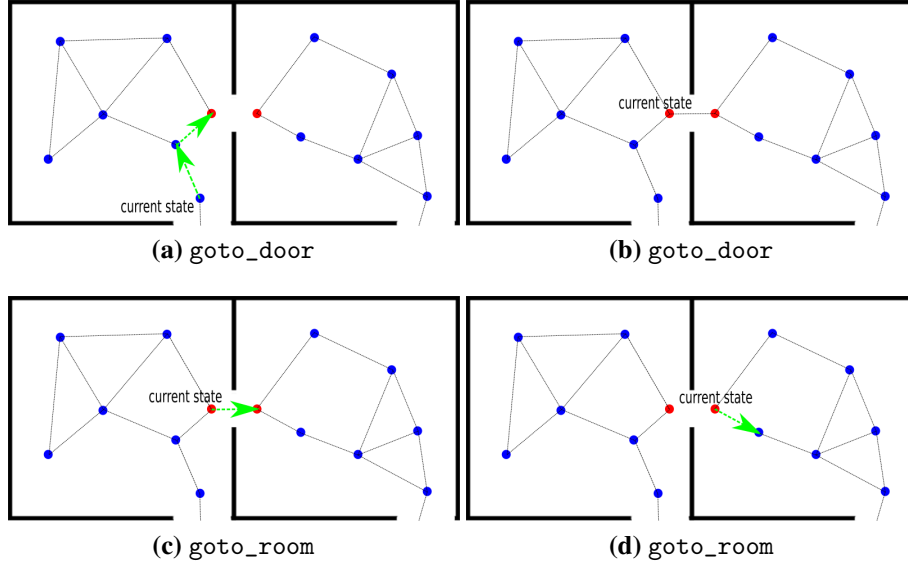 current state
current state
(a) goto_door
(b) goto_door
current state
current state
(c) goto_room
(d) goto_room